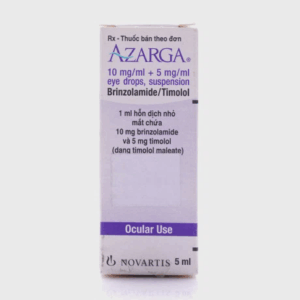 Rx - Thuốc bán theo đơn
AZARGA®
10 mg/ml + 5 mg/ml
eye drops, suspension
Brinzolamide/Timolol
1 ml hỗn dịch nhỏ
mắt chứa
10 mg brinzolamide
và 5 mg timolol
(dạng timolol maleate)
Ocular Use
NOVARTIS 5 ml